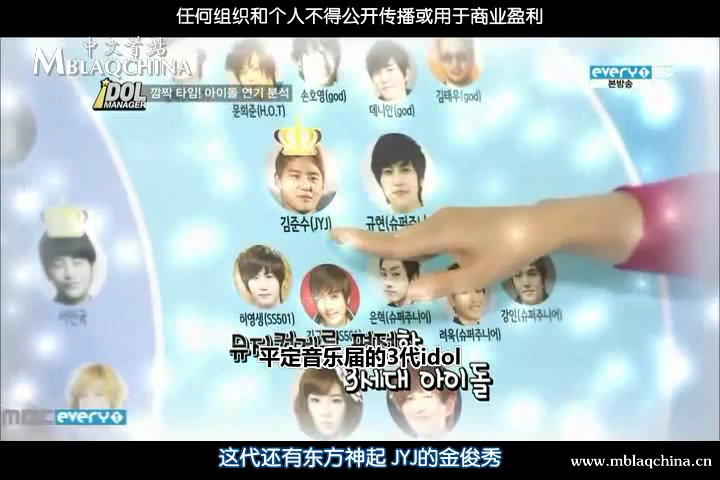 任何组织和个人不得公开传播或用于商业盈利
中文首站
MBLAQCHINA
IDOL
MANAGER
깜짝 타임! 아이돌 연기 분석
every1 HD
본방송
문희준(H.O.T)
손호영(god)
데니안(god)
김태우(god)
김준수(JYJ)
규현(슈퍼주니
서인국
허영생(SS501)
은혁(슈퍼주니어)
려욱(슈퍼주니어)
강인(슈퍼주니어)
平定音乐届的3代idol
3세대 아이돌
MBC every1
这代还有东方神起 JYJ的金俊秀
www.mblaqchina.cn